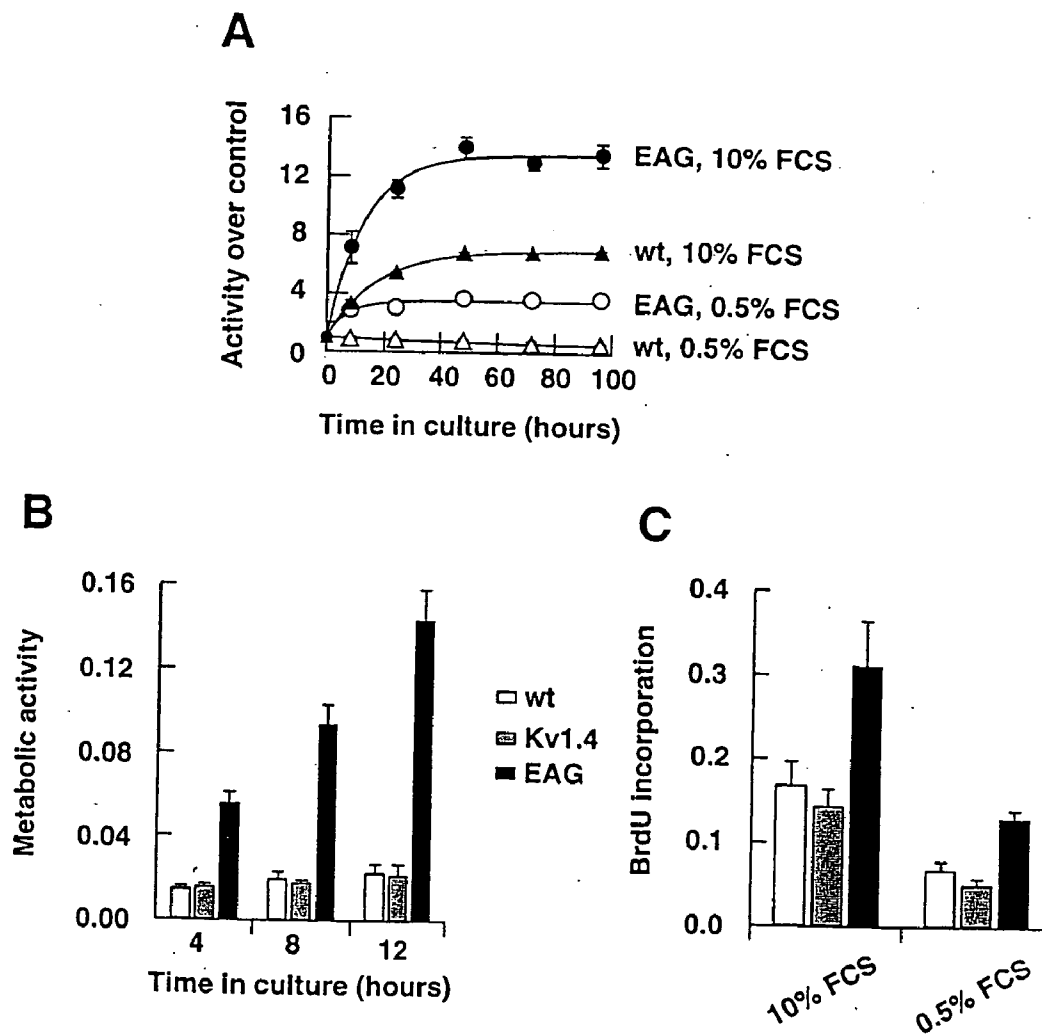 A
Activity over control
16
12
8
4
0
0 20 40 60 80 100
Time in culture (hours)
EAG, 10% FCS
wt, 10% FCS
EAG, 0.5% FCS
wt, 0.5% FCS
B
Metabolic activity
0.16
0.12
0.08
0.04
0.00
4 8 12
Time in culture (hours)
wt
Kv1.4
EAG
C
BrdU incorporation
0.4
0.3
0.2
0.1
0.0
10% FCS
0.5% FCS